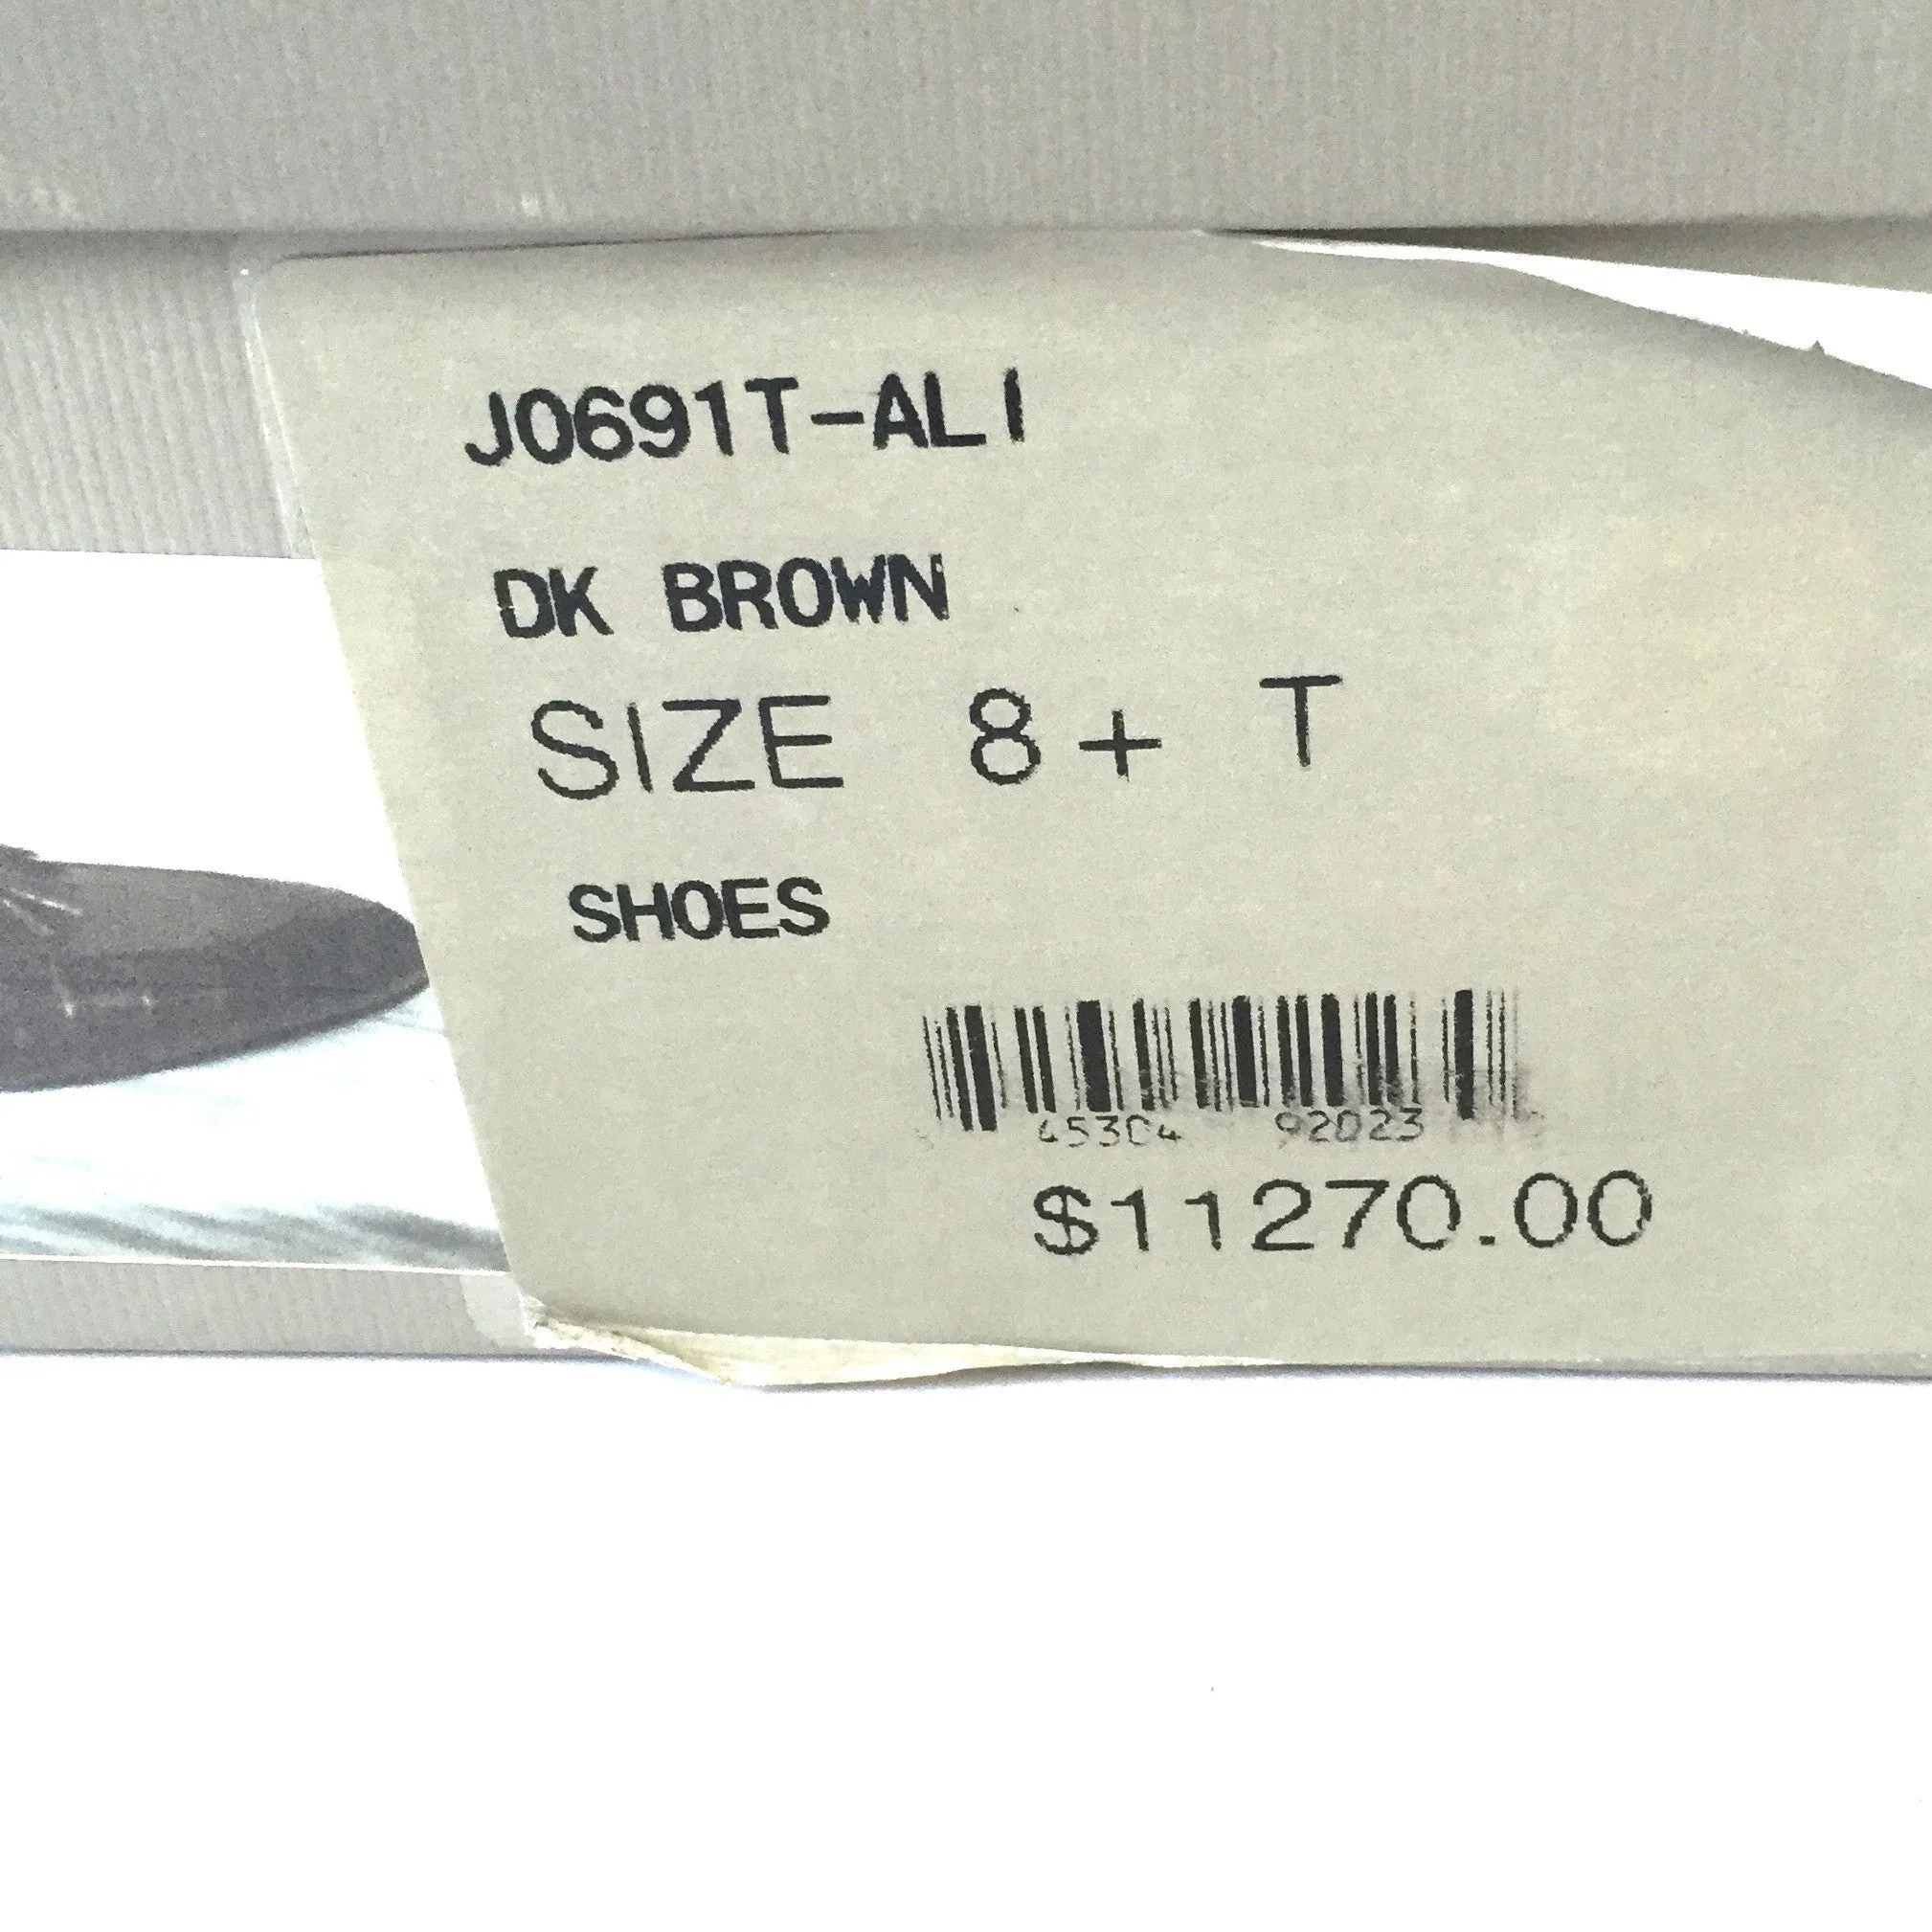 J0691T-ALI
DK BROWN
SIZE 8+ T
SHOES
45304 92023
$11270.00